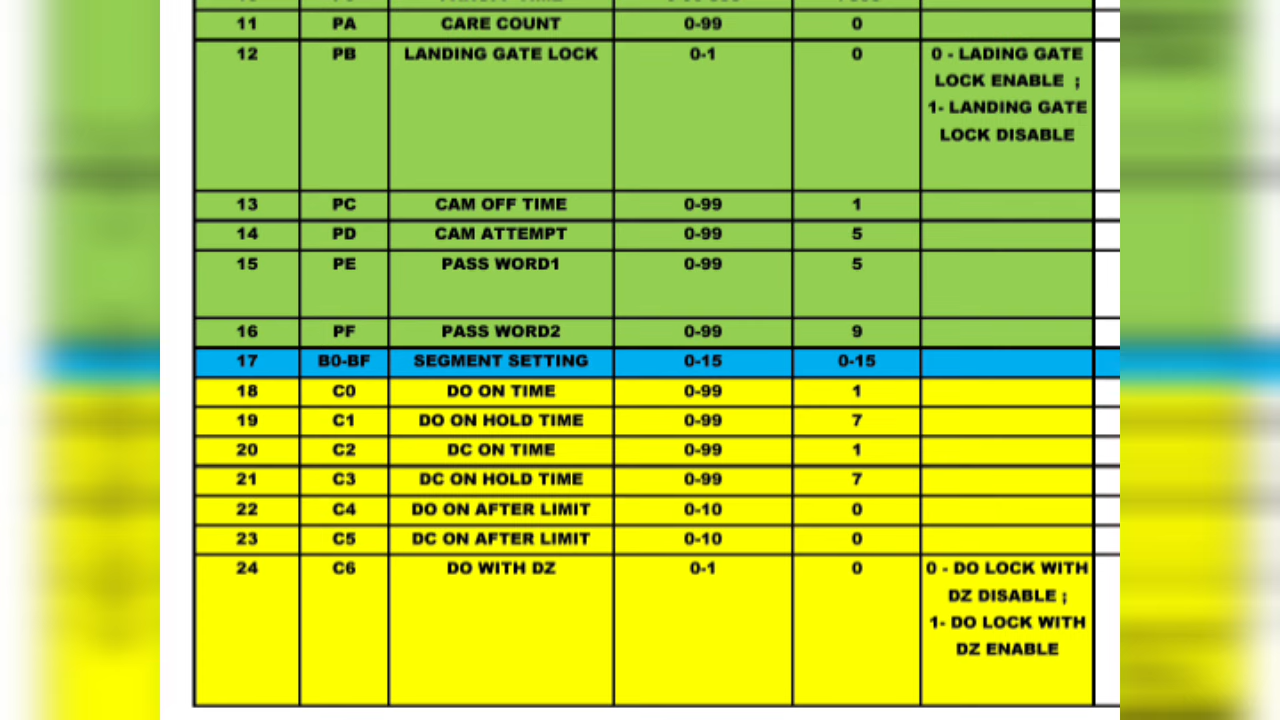 11 PA CARE COUNT 0-99 0
12 PB LANDING GATE LOCK 0-1 0 0 - LADING GATE
LOCK ENABLE ;
1- LANDING GATE
LOCK DISABLE
13 PC CAM OFF TIME 0-99 1
14 PD CAM ATTEMPT 0-99 5
15 PE PASS WORD1 0-99 5
16 PF PASS WORD2 0-99 9
17 B0-BF SEGMENT SETTING 0-15 0-15
18 C0 DO ON TIME 0-99 1
19 C1 DO ON HOLD TIME 0-99 7
20 C2 DC ON TIME 0-99 1
21 C3 DC ON HOLD TIME 0-99 7
22 C4 DO ON AFTER LIMIT 0-10 0
23 C5 DC ON AFTER LIMIT 0-10 0
24 C6 DO WITH DZ 0-1 0 0 - DO LOCK WITH
DZ DISABLE ;
1- DO LOCK WITH
DZ ENABLE